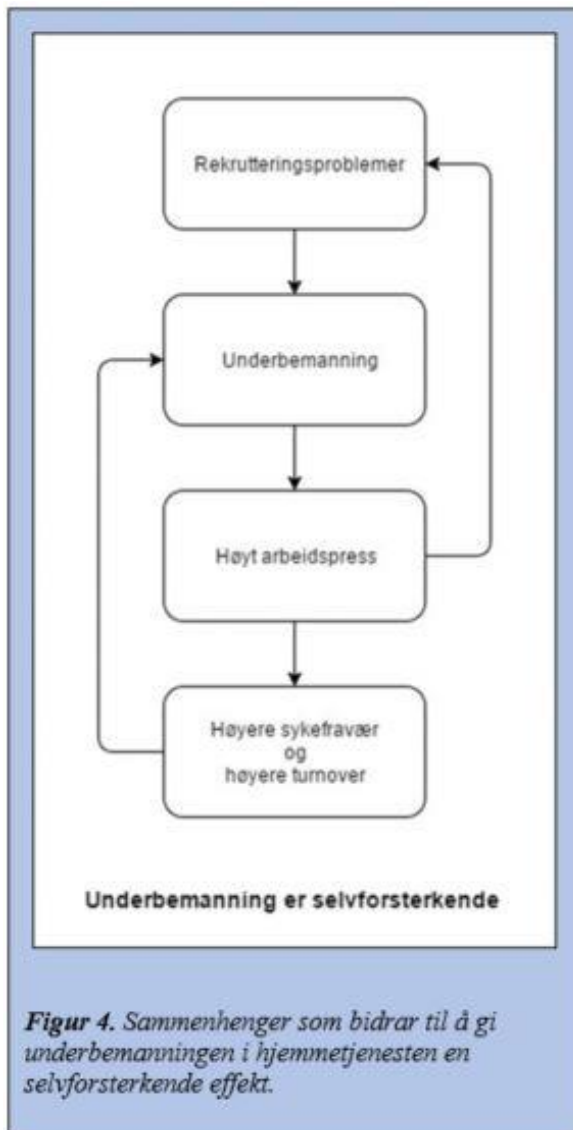 Rekrutteringsproblemer
Underbemanning
Høyt arbeidspress
Høyere sykefravær
og
høyere turnover
Underbemanning er selvforsterkende
Figur 4. Sammenhenger som bidrar til å gi
underbemanningen i hjemmetjenesten en
selvforsterkende effekt.